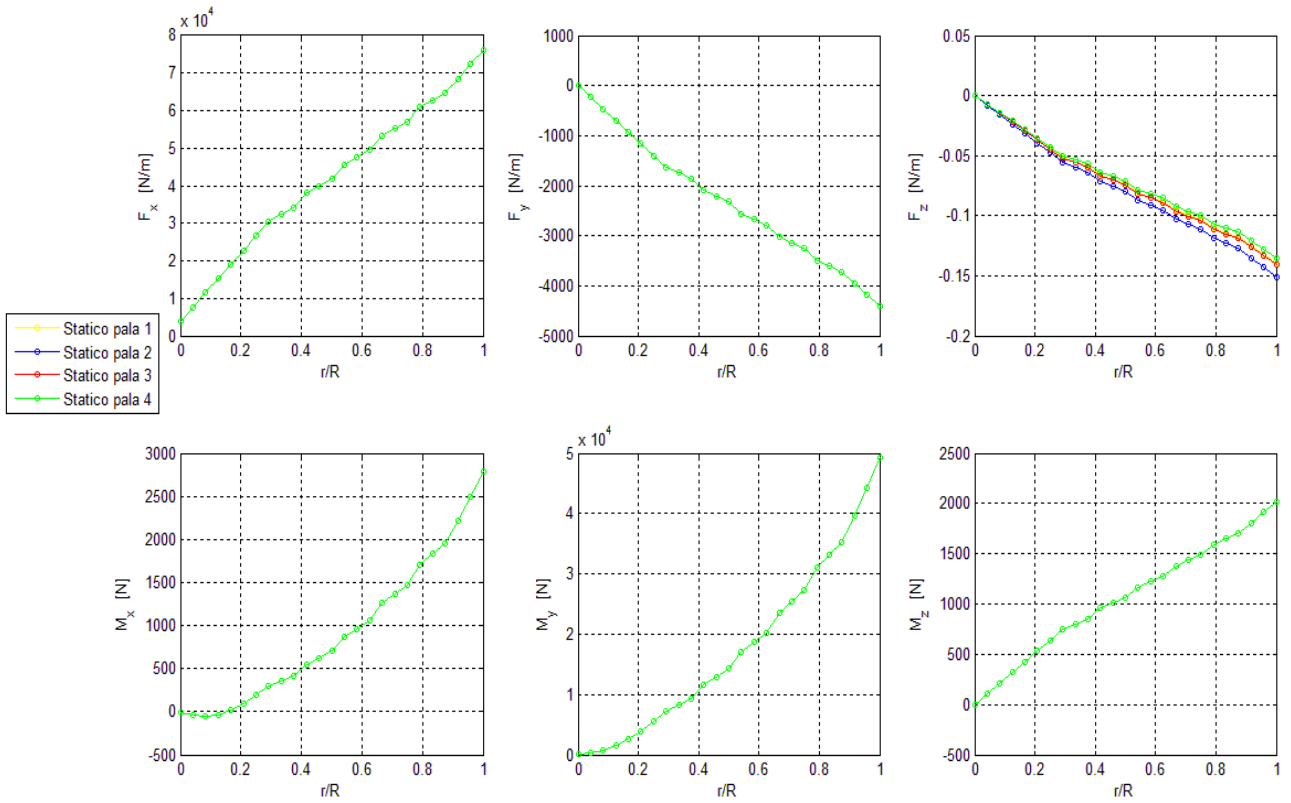 x 10^4
8
7
6
5
4
3
2
1
0
F_x [N/m]
0 0.2 0.4 0.6 0.8 1
r/R
1000
0
-1000
-2000
-3000
-4000
-5000
F_y [N/m]
0 0.2 0.4 0.6 0.8 1
r/R
0.05
0
-0.05
-0.1
-0.15
-0.2
F_z [N/m]
0 0.2 0.4 0.6 0.8 1
r/R
Statico pala 1
Statico pala 2
Statico pala 3
Statico pala 4
3000
2500
2000
1500
1000
500
0
-500
M_x [N]
0 0.2 0.4 0.6 0.8 1
r/R
x 10^4
5
4
3
2
1
0
M_y [N]
0 0.2 0.4 0.6 0.8 1
r/R
2500
2000
1500
1000
500
0
-500
M_z [N]
0 0.2 0.4 0.6 0.8 1
r/R